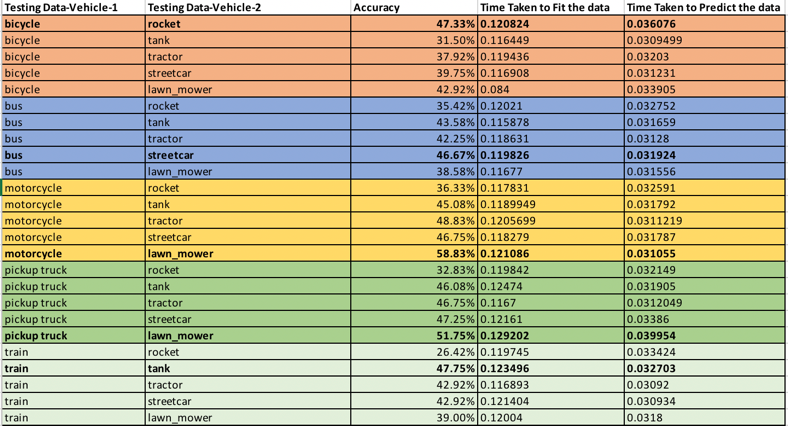 Testing Data-Vehicle-1 Testing Data-Vehicle-2 Accuracy Time Taken to Fit the data Time Taken to Predict the data
bicycle rocket 47.33% 0.120824 0.036076
bicycle tank 31.50% 0.116449 0.0309499
bicycle tractor 37.92% 0.119436 0.03203
bicycle streetcar 39.75% 0.116908 0.031231
bicycle lawn_mower 42.92% 0.084 0.033905
bus rocket 35.42% 0.12021 0.032752
bus tank 43.58% 0.115878 0.031659
bus tractor 42.25% 0.118631 0.03128
bus streetcar 46.67% 0.119826 0.031924
bus lawn_mower 38.58% 0.11677 0.031556
motorcycle rocket 36.33% 0.117831 0.032591
motorcycle tank 45.08% 0.1189949 0.031792
motorcycle tractor 48.83% 0.1205699 0.0311219
motorcycle streetcar 46.75% 0.118279 0.031787
motorcycle lawn_mower 58.83% 0.121086 0.031055
pickup truck rocket 32.83% 0.119842 0.032149
pickup truck tank 46.08% 0.12474 0.031905
pickup truck tractor 46.75% 0.1167 0.0312049
pickup truck streetcar 47.25% 0.12161 0.03386
pickup truck lawn_mower 51.75% 0.129202 0.039954
train rocket 26.42% 0.119745 0.033424
train tank 47.75% 0.123496 0.032703
train tractor 42.92% 0.116893 0.03092
train streetcar 42.92% 0.121404 0.030934
train lawn_mower 39.00% 0.12004 0.0318